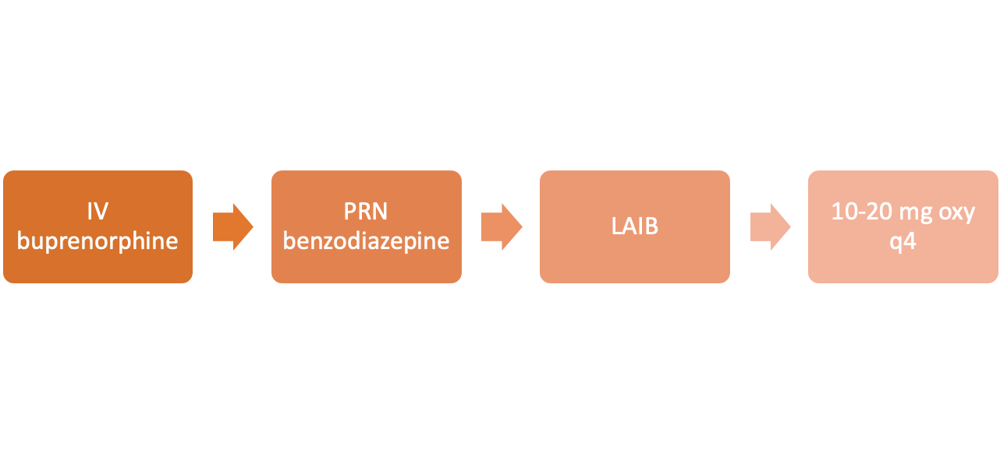 IV
buprenorphine
PRN
benzodiazepine
LAIB
10-20 mg oxy
q4